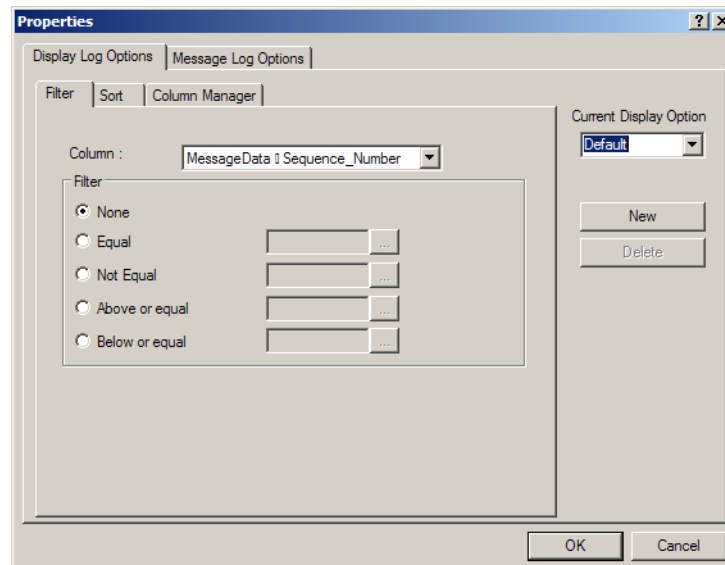 Properties
Display Log Options
Message Log Options
Filter
Sort
Column Manager
Column :
MessageData ▯ Sequence_Number
Filter
None
Equal
...
Not Equal
...
Above or equal
...
Below or equal
...
Current Display Option
Default
New
Delete
OK
Cancel